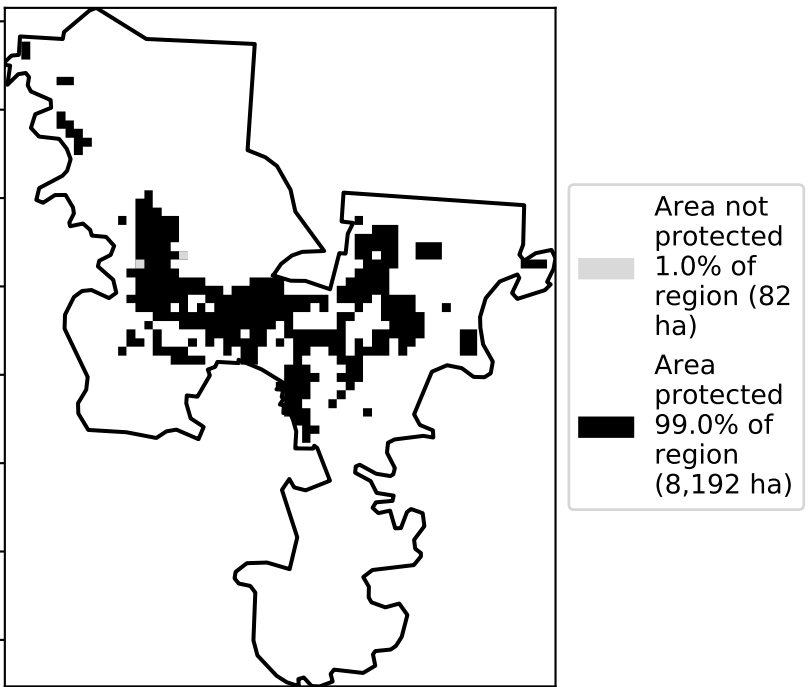 Area not
protected
1.0% of
region (82
ha)
Area
protected
99.0% of
region
(8,192 ha)